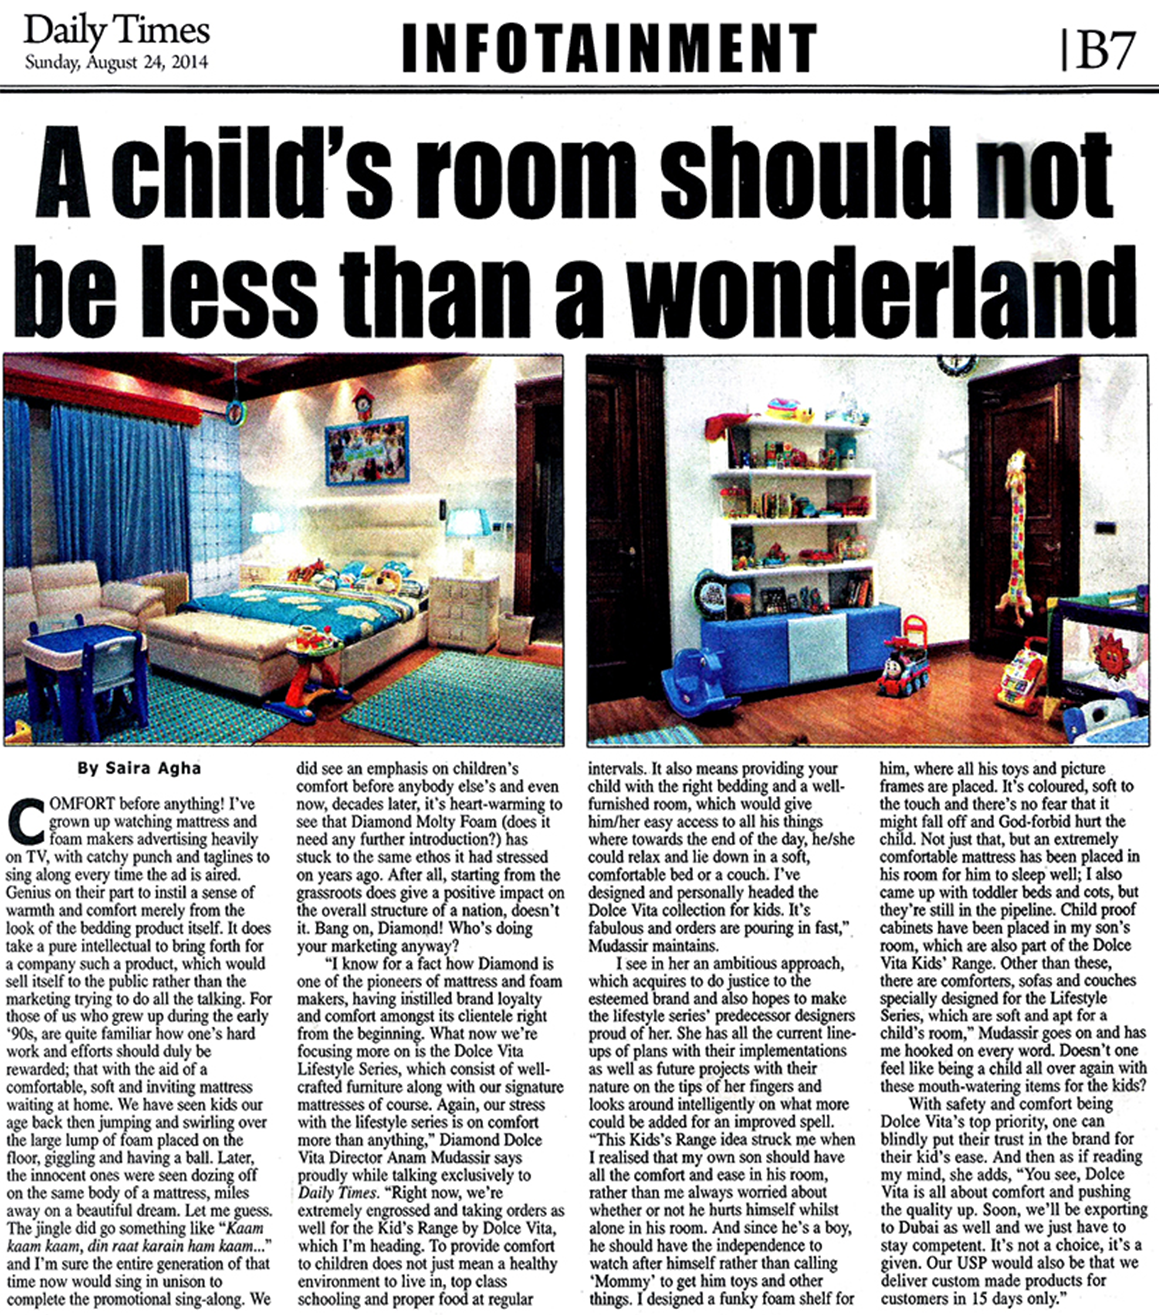 Daily Times
Sunday, August 24, 2014
INFOTAINMENT
B7
A child's room should not
be less than a wonderland
By Saira Agha
COMFORT before anything! I've
grown up watching mattress and
foam makers advertising heavily
on TV, with catchy punch and taglines to
sing along every time the ad is aired.
Genius on their part to instil a sense of
warmth and comfort merely from the
look of the bedding product itself. It does
take a pure intellectual to bring forth for
a company such a product, which would
sell itself to the public rather than the
marketing trying to do all the talking. For
those of us who grew up during the early
'90s, are quite familiar how one's hard
work and efforts should duly be
rewarded; that with the aid of a
comfortable, soft and inviting mattress
waiting at home. We have seen kids our
age back then jumping and swirling over
the large lump of foam placed on the
floor, giggling and having a ball. Later,
the innocent ones were seen dozing off
on the same body of a mattress, miles
away on a beautiful dream. Let me guess.
The jingle did go something like "Kaam
kaam kaam, din raat karain ham kaam..."
and I'm sure the entire generation of that
time now would sing in unison to
complete the promotional sing-along. We
did see an emphasis on children's
comfort before anybody else's and even
now, decades later, it's heart-warming to
see that Diamond Molty Foam (does it
need any further introduction?) has
stuck to the same ethos it had stressed
on years ago. After all, starting from the
grassroots does give a positive impact on
the overall structure of a nation, doesn't
it. Bang on, Diamond! Who's doing
your marketing anyway?
"I know for a fact how Diamond is
one of the pioneers of mattress and foam
makers, having instilled brand loyalty
and comfort amongst its clientele right
from the beginning. What now we're
focusing more on is the Dolce Vita
Lifestyle Series, which consist of well-
crafted furniture along with our signature
mattresses of course. Again, our stress
with the lifestyle series is on comfort
more than anything," Diamond Dolce
Vita Director Anam Mudassir says
proudly while talking exclusively to
Daily Times. "Right now, we're
extremely engrossed and taking orders as
well for the Kid's Range by Dolce Vita,
which I'm heading. To provide comfort
to children does not just mean a healthy
environment to live in, top class
schooling and proper food at regular
intervals. It also means providing your
child with the right bedding and a well-
furnished room, which would give
him/her easy access to all his things
where towards the end of the day, he/she
could relax and lie down in a soft,
comfortable bed or a couch. I've
designed and personally headed the
Dolce Vita collection for kids. It's
fabulous and orders are pouring in fast,"
Mudassir maintains.
I see in her an ambitious approach,
which acquires to do justice to the
esteemed brand and also hopes to make
the lifestyle series' predecessor designers
proud of her. She has all the current line-
ups of plans with their implementations
as well as future projects with their
nature on the tips of her fingers and
looks around intelligently on what more
could be added for an improved spell.
"This Kid's Range idea struck me when
I realised that my own son should have
all the comfort and ease in his room,
rather than me always worried about
whether or not he hurts himself whilst
alone in his room. And since he's a boy,
he should have the independence to
watch after himself rather than calling
'Mommy' to get him toys and other
things. I designed a funky foam shelf for
him, where all his toys and picture
frames are placed. It's coloured, soft to
the touch and there's no fear that it
might fall off and God-forbid hurt the
child. Not just that, but an extremely
comfortable mattress has been placed in
his room for him to sleep well; I also
came up with toddler beds and cots, but
they're still in the pipeline. Child proof
cabinets have been placed in my son's
room, which are also part of the Dolce
Vita Kids' Range. Other than these,
there are comforters, sofas and couches
specially designed for the Lifestyle
Series, which are soft and apt for a
child's room," Mudassir goes on and has
me hooked on every word. Doesn't one
feel like being a child all over again with
these mouth-watering items for the kids?
With safety and comfort being
Dolce Vita's top priority, one can
blindly put their trust in the brand for
their kid's ease. And then as if reading
my mind, she adds, "You see, Dolce
Vita is all about comfort and pushing
the quality up. Soon, we'll be exporting
to Dubai as well and we just have to
stay competent. It's not a choice, it's a
given. Our USP would also be that we
deliver custom made products for
customers in 15 days only."